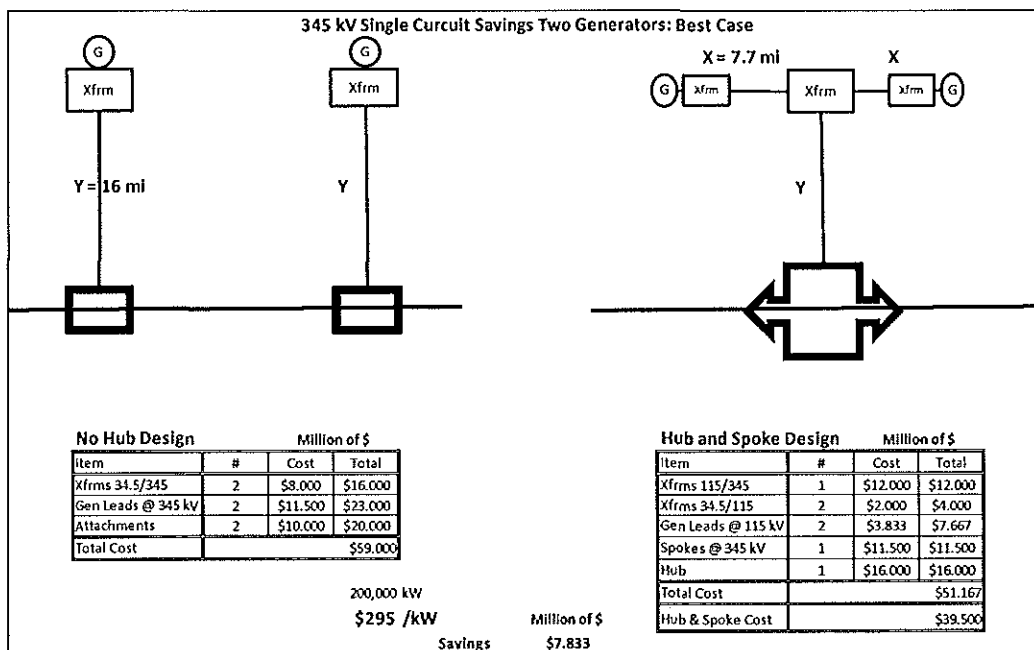 345 kV Single Curcuit Savings Two Generators: Best Case
G
Xfrm
G
Xfrm
X = 7.7 mi X
G Xfrm Xfrm Xfrm G
Y = 16 mi
Y
Y
No Hub Design Million of $
Item # Cost Total
Xfrms 34.5/345 2 $8.000 $16.000
Gen Leads @ 345 kV 2 $11.500 $23.000
Attachments 2 $10.000 $20.000
Total Cost $59.000
200,000 kW
$295 /kW Million of $
Savings $7.833
Hub and Spoke Design Million of $
Item # Cost Total
Xfrms 115/345 1 $12.000 $12.000
Xfrms 34.5/115 2 $2.000 $4.000
Gen Leads @ 115 kV 2 $3.833 $7.667
Spokes @ 345 kV 1 $11.500 $11.500
Hub 1 $16.000 $16.000
Total Cost $51.167
Hub & Spoke Cost $39.500